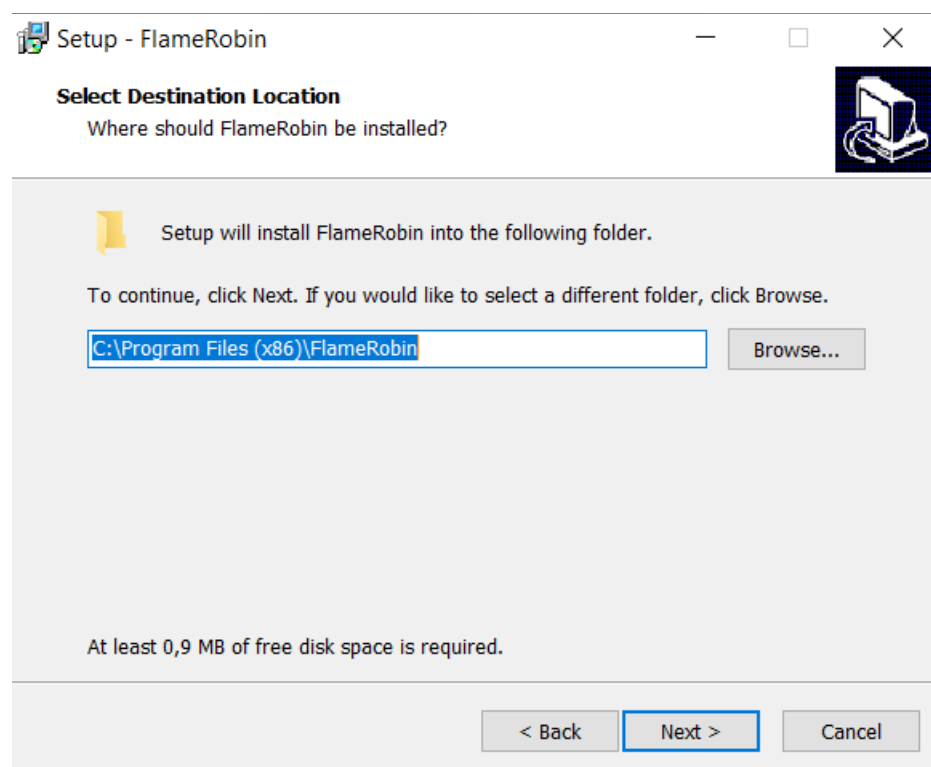 Setup - FlameRobin
Select Destination Location
Where should FlameRobin be installed?
Setup will install FlameRobin into the following folder.
To continue, click Next. If you would like to select a different folder, click Browse.
C:\Program Files (x86)\FlameRobin
Browse...
At least 0,9 MB of free disk space is required.
< Back
Next >
Cancel